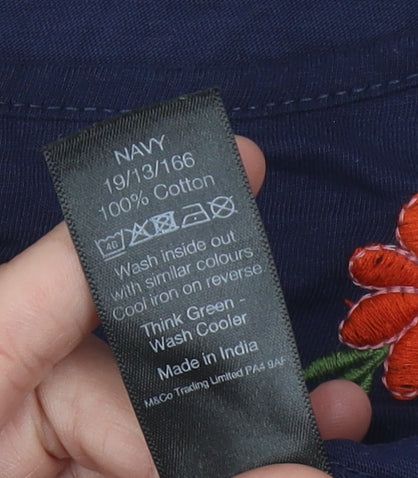 NAVY
19/13/166
100% Cotton
40
Wash inside out
with similar colours
Cool iron on reverse.
Think Green -
Wash Cooler
Made in India
M&Co Trading Limited PA4 9AF